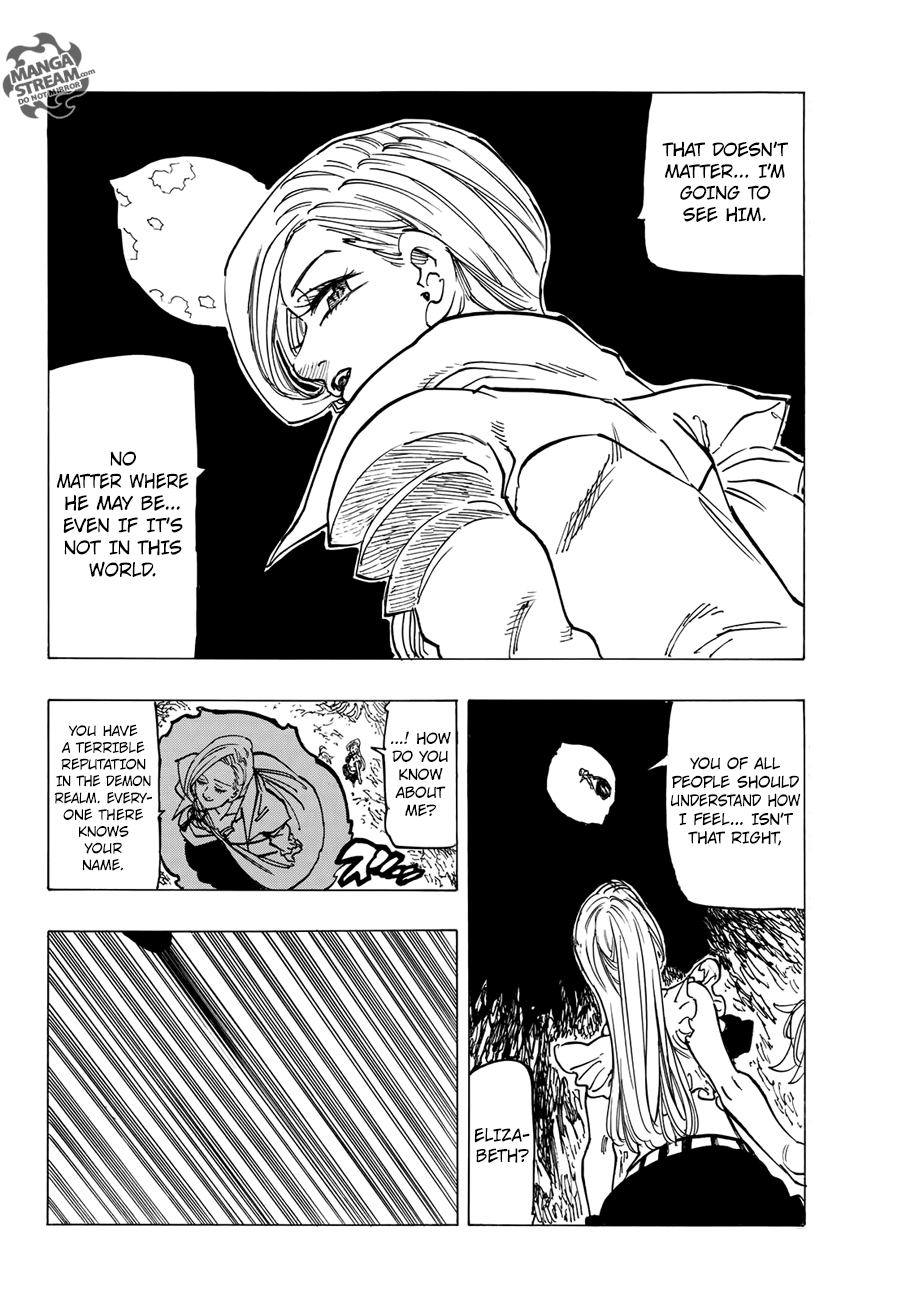 MANGA
STREAM.com
DO NOT MIRROR
THAT DOESN'T
MATTER... I'M
GOING TO
SEE HIM.
NO
MATTER WHERE
HE MAY BE...
EVEN IF IT'S
NOT IN THIS
WORLD.
YOU OF ALL
PEOPLE SHOULD
UNDERSTAND HOW
I FEEL... ISN'T
THAT RIGHT,
ELIZA-
BETH?
...! HOW
DO YOU
KNOW
ABOUT
ME?
YOU HAVE
A TERRIBLE
REPUTATION
IN THE DEMON
REALM. EVERY-
ONE THERE
KNOWS
YOUR
NAME.